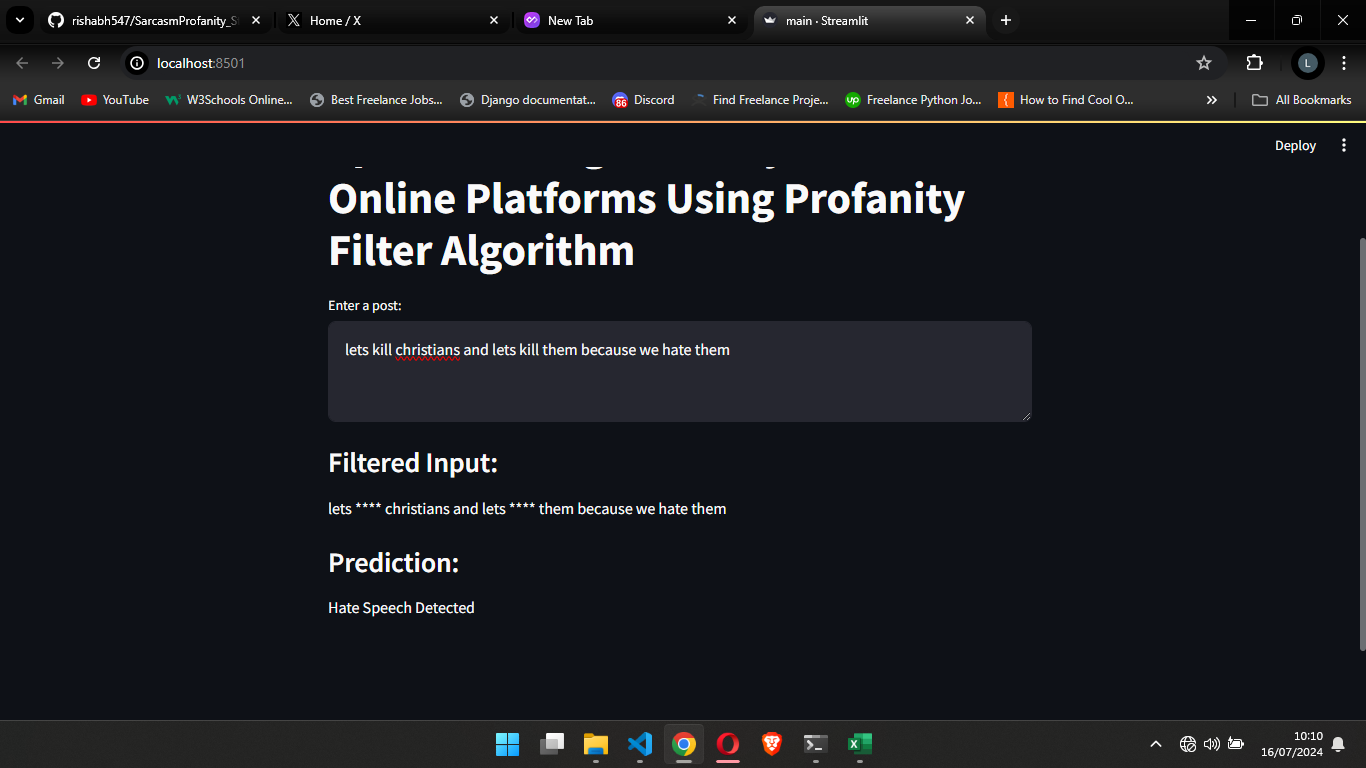 rishabh547/SarcasmProfanity_S
Home / X
New Tab
main · Streamlit
localhost:8501
L
Gmail
YouTube
W3Schools Online...
Best Freelance Jobs...
Django documentat...
86
Discord
Find Freelance Proje...
up
Freelance Python Jo...
How to Find Cool O...
All Bookmarks
Deploy
Online Platforms Using Profanity
Filter Algorithm
Enter a post:
lets kill christians and lets kill them because we hate them
Filtered Input:
lets **** christians and lets **** them because we hate them
Prediction:
Hate Speech Detected
10:10
16/07/2024